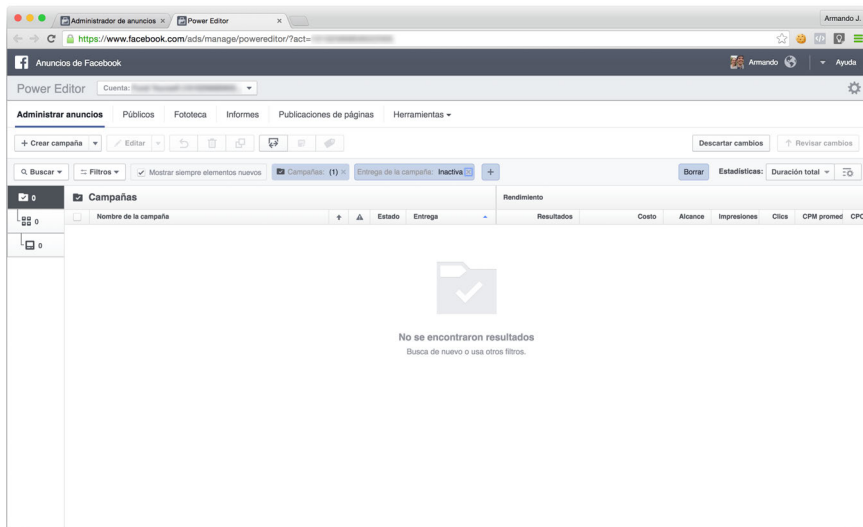 Administrador de anuncios
Power Editor
Armando J.
https://www.facebook.com/ads/manage/powereditor/?act=
Anuncios de Facebook
Armando
Ayuda
Power Editor
Cuenta:
Administrar anuncios
Públicos
Fototeca
Informes
Publicaciones de páginas
Herramientas
+ Crear campaña
Editar
Descartar cambios
Revisar cambios
Buscar
Filtros
Mostrar siempre elementos nuevos
Campañas: (1)
Entrega de la campaña: Inactiva
+
Borrar
Estadísticas: Duración total
0
Campañas
Rendimiento
0
Nombre de la campaña
Estado
Entrega
Resultados
Costo
Alcance
Impresiones
Clics
CPM promed
CPC
0
No se encontraron resultados
Busca de nuevo o usa otros filtros.